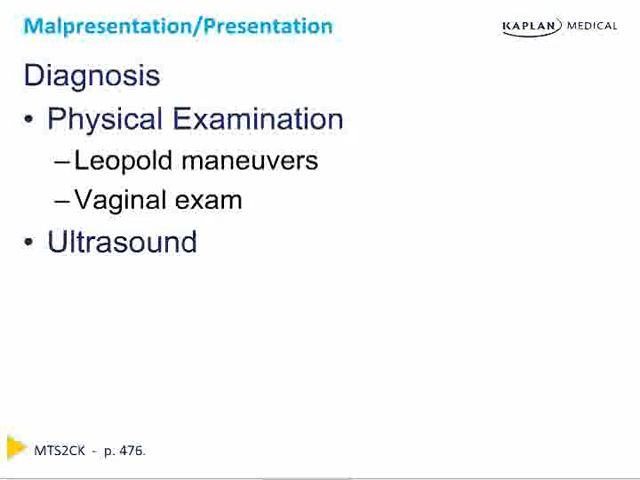 Malpresentation/Presentation
KAPLAN MEDICAL
Diagnosis
• Physical Examination
–Leopold maneuvers
–Vaginal exam
• Ultrasound
MTS2CK - p. 476.